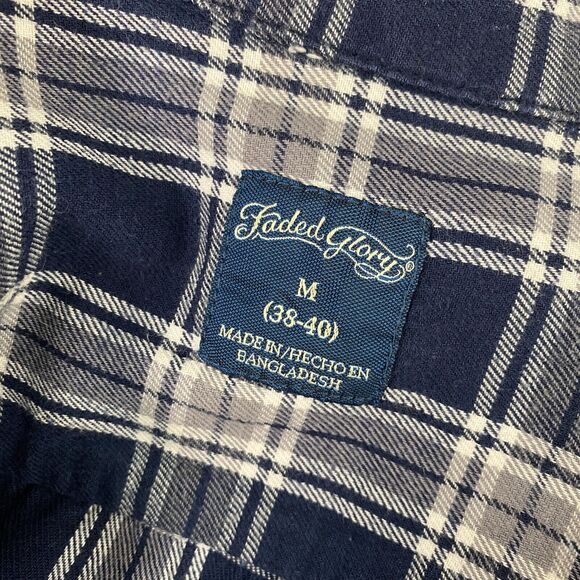 Faded Glory®
M
(38-40)
MADE IN/HECHO EN
BANGLADESH